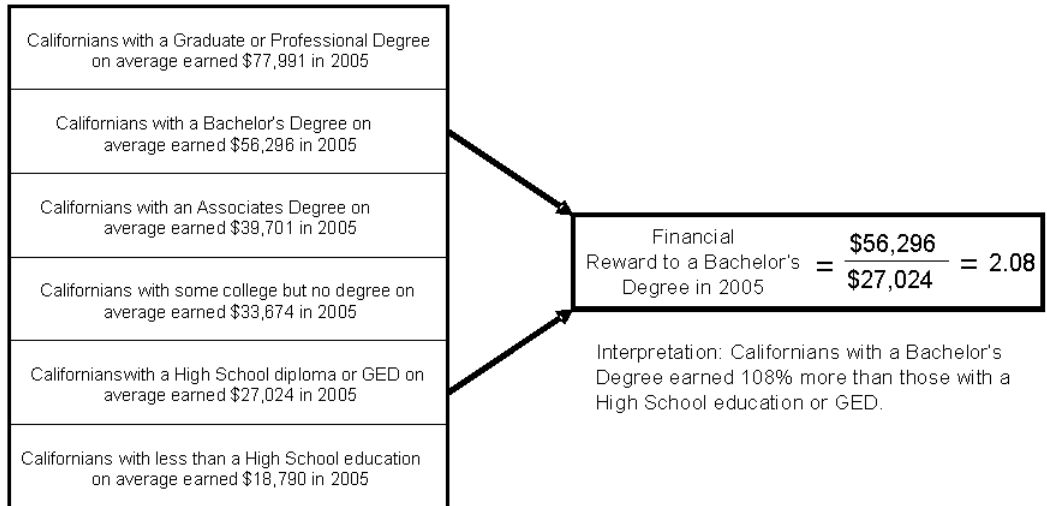 Californians with a Graduate or Professional Degree
on average earned $77,991 in 2005
Californians with a Bachelor's Degree on
average earned $56,296 in 2005
Californians with an Associates Degree on
average earned $39,701 in 2005
Californians with some college but no degree on
average earned $33,674 in 2005
Californianswith a High School diploma or GED on
average earned $27,024 in 2005
Californians with less than a High School education
on average earned $18,790 in 2005
Financial
Reward to a Bachelor's
Degree in 2005
= $56,296
$27,024
= 2.08
Interpretation: Californians with a Bachelor's
Degree earned 108% more than those with a
High School education or GED.